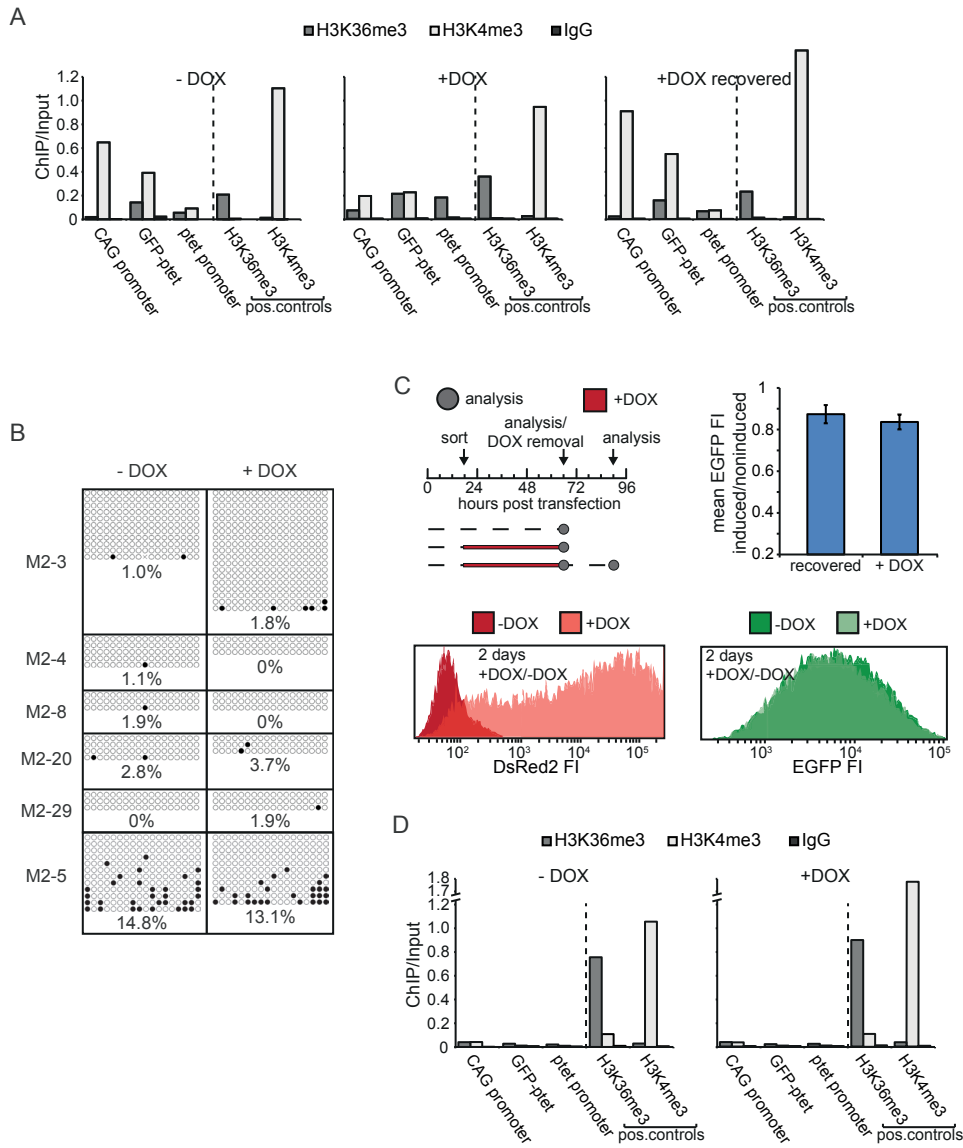 A
H3K36me3 H3K4me3 IgG
- DOX
+DOX
+DOX recovered
ChIP/Input
1.2
1.0
0.8
0.6
0.4
0.2
0
CAG promoter
GFP-ptet
ptet promoter
H3K36me3
H3K4me3
pos.controls
CAG promoter
GFP-ptet
ptet promoter
H3K36me3
H3K4me3
pos.controls
CAG promoter
GFP-ptet
ptet promoter
H3K36me3
H3K4me3
pos.controls
B
- DOX + DOX
M2-3
1.0%
1.8%
M2-4
1.1%
0%
M2-8
1.9%
0%
M2-20
2.8%
3.7%
M2-29
0%
1.9%
M2-5
14.8%
13.1%
C
analysis +DOX
analysis/
sort DOX removal analysis
0 24 48 72 96
hours post transfection
mean EGFP FI
induced/noninduced
1
0.8
0.6
0.4
0.2
recovered + DOX
-DOX +DOX
2 days
+DOX/-DOX
10² 10³ 10⁴ 10⁵
DsRed2 FI
-DOX +DOX
2 days
+DOX/-DOX
10³ 10⁴ 10⁵
EGFP FI
D
H3K36me3 H3K4me3 IgG
- DOX
+DOX
ChIP/Input
1.8
1.7
1.2
1.0
0.8
0.6
0.4
0.2
0
CAG promoter
GFP-ptet
ptet promoter
H3K36me3
H3K4me3
pos.controls
CAG promoter
GFP-ptet
ptet promoter
H3K36me3
H3K4me3
pos.controls